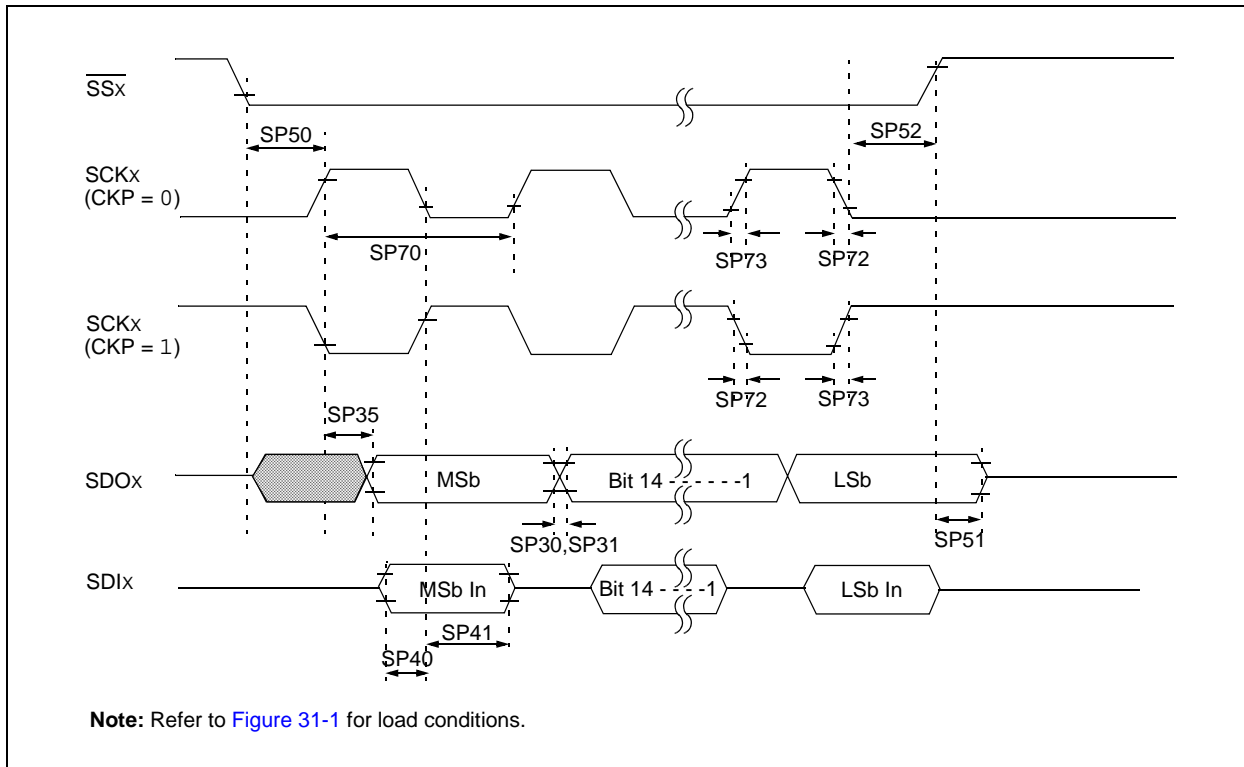 SSx
SP50
SP52
SCKx
(CKP = 0)
SP70
SP73
SP72
SCKx
(CKP = 1)
SP72
SP73
SP35
SDOx
MSb
Bit 14 - - - - - -1
LSb
SP30,SP31
SP51
SDIx
MSb In
Bit 14 - - - -1
LSb In
SP41
SP40
Note: Refer to Figure 31-1 for load conditions.